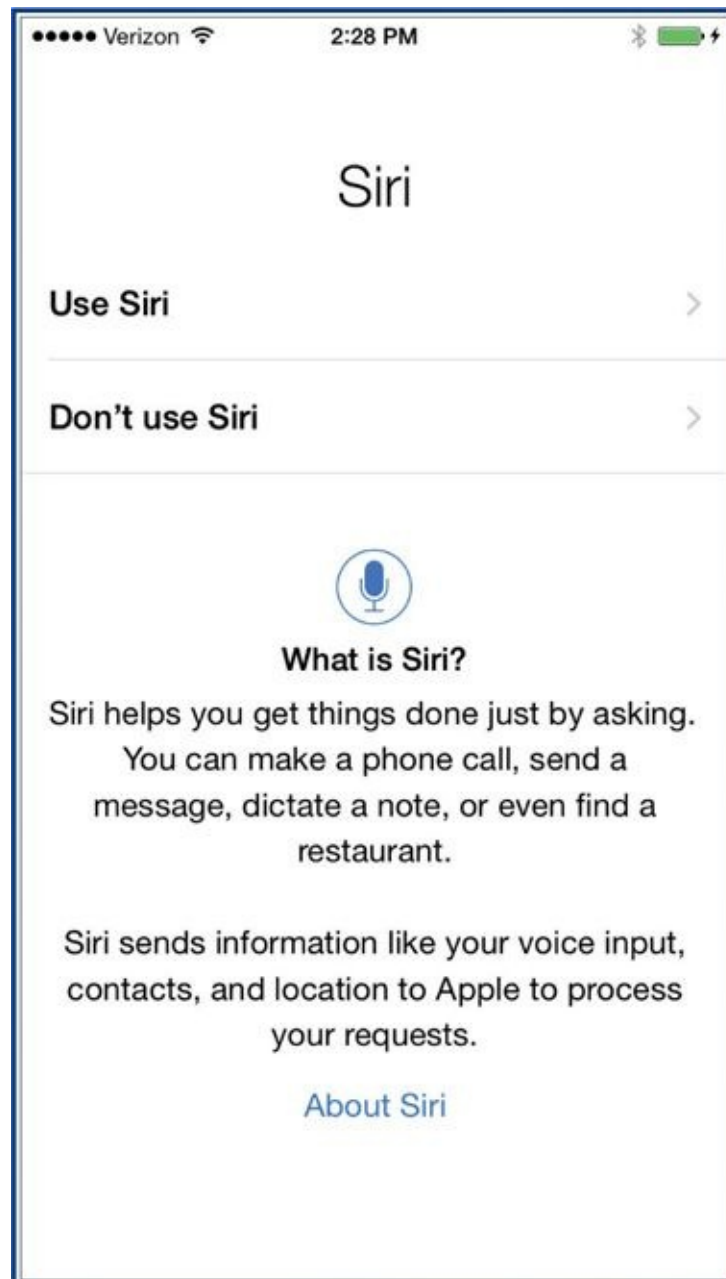 Verizon 2:28 PM
Siri
Use Siri
Don't use Siri
What is Siri?
Siri helps you get things done just by asking.
You can make a phone call, send a
message, dictate a note, or even find a
restaurant.
Siri sends information like your voice input,
contacts, and location to Apple to process
your requests.
About Siri